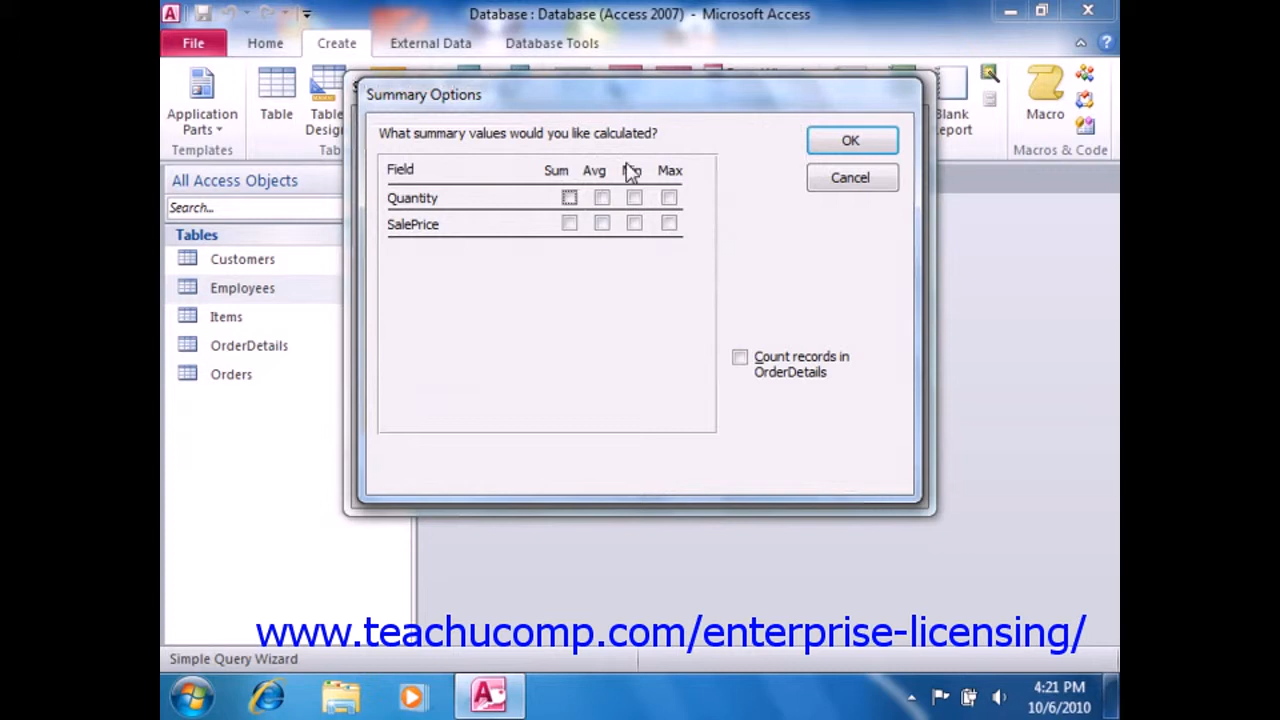 Database : Database (Access 2007) - Microsoft Access
File Home Create External Data Database Tools
Application Parts
Table
Table
Blank
Macro
Templates
Macros & Code
Summary Options
What summary values would you like calculated?
OK
Cancel
Field Sum Avg Max
Quantity
SalePrice
Count records in
OrderDetails
All Access Objects
Search...
Tables
Customers
Employees
Items
OrderDetails
Orders
www.teachucomp.com/enterprise-licensing/
Simple Query Wizard
4:21 PM
10/6/2010